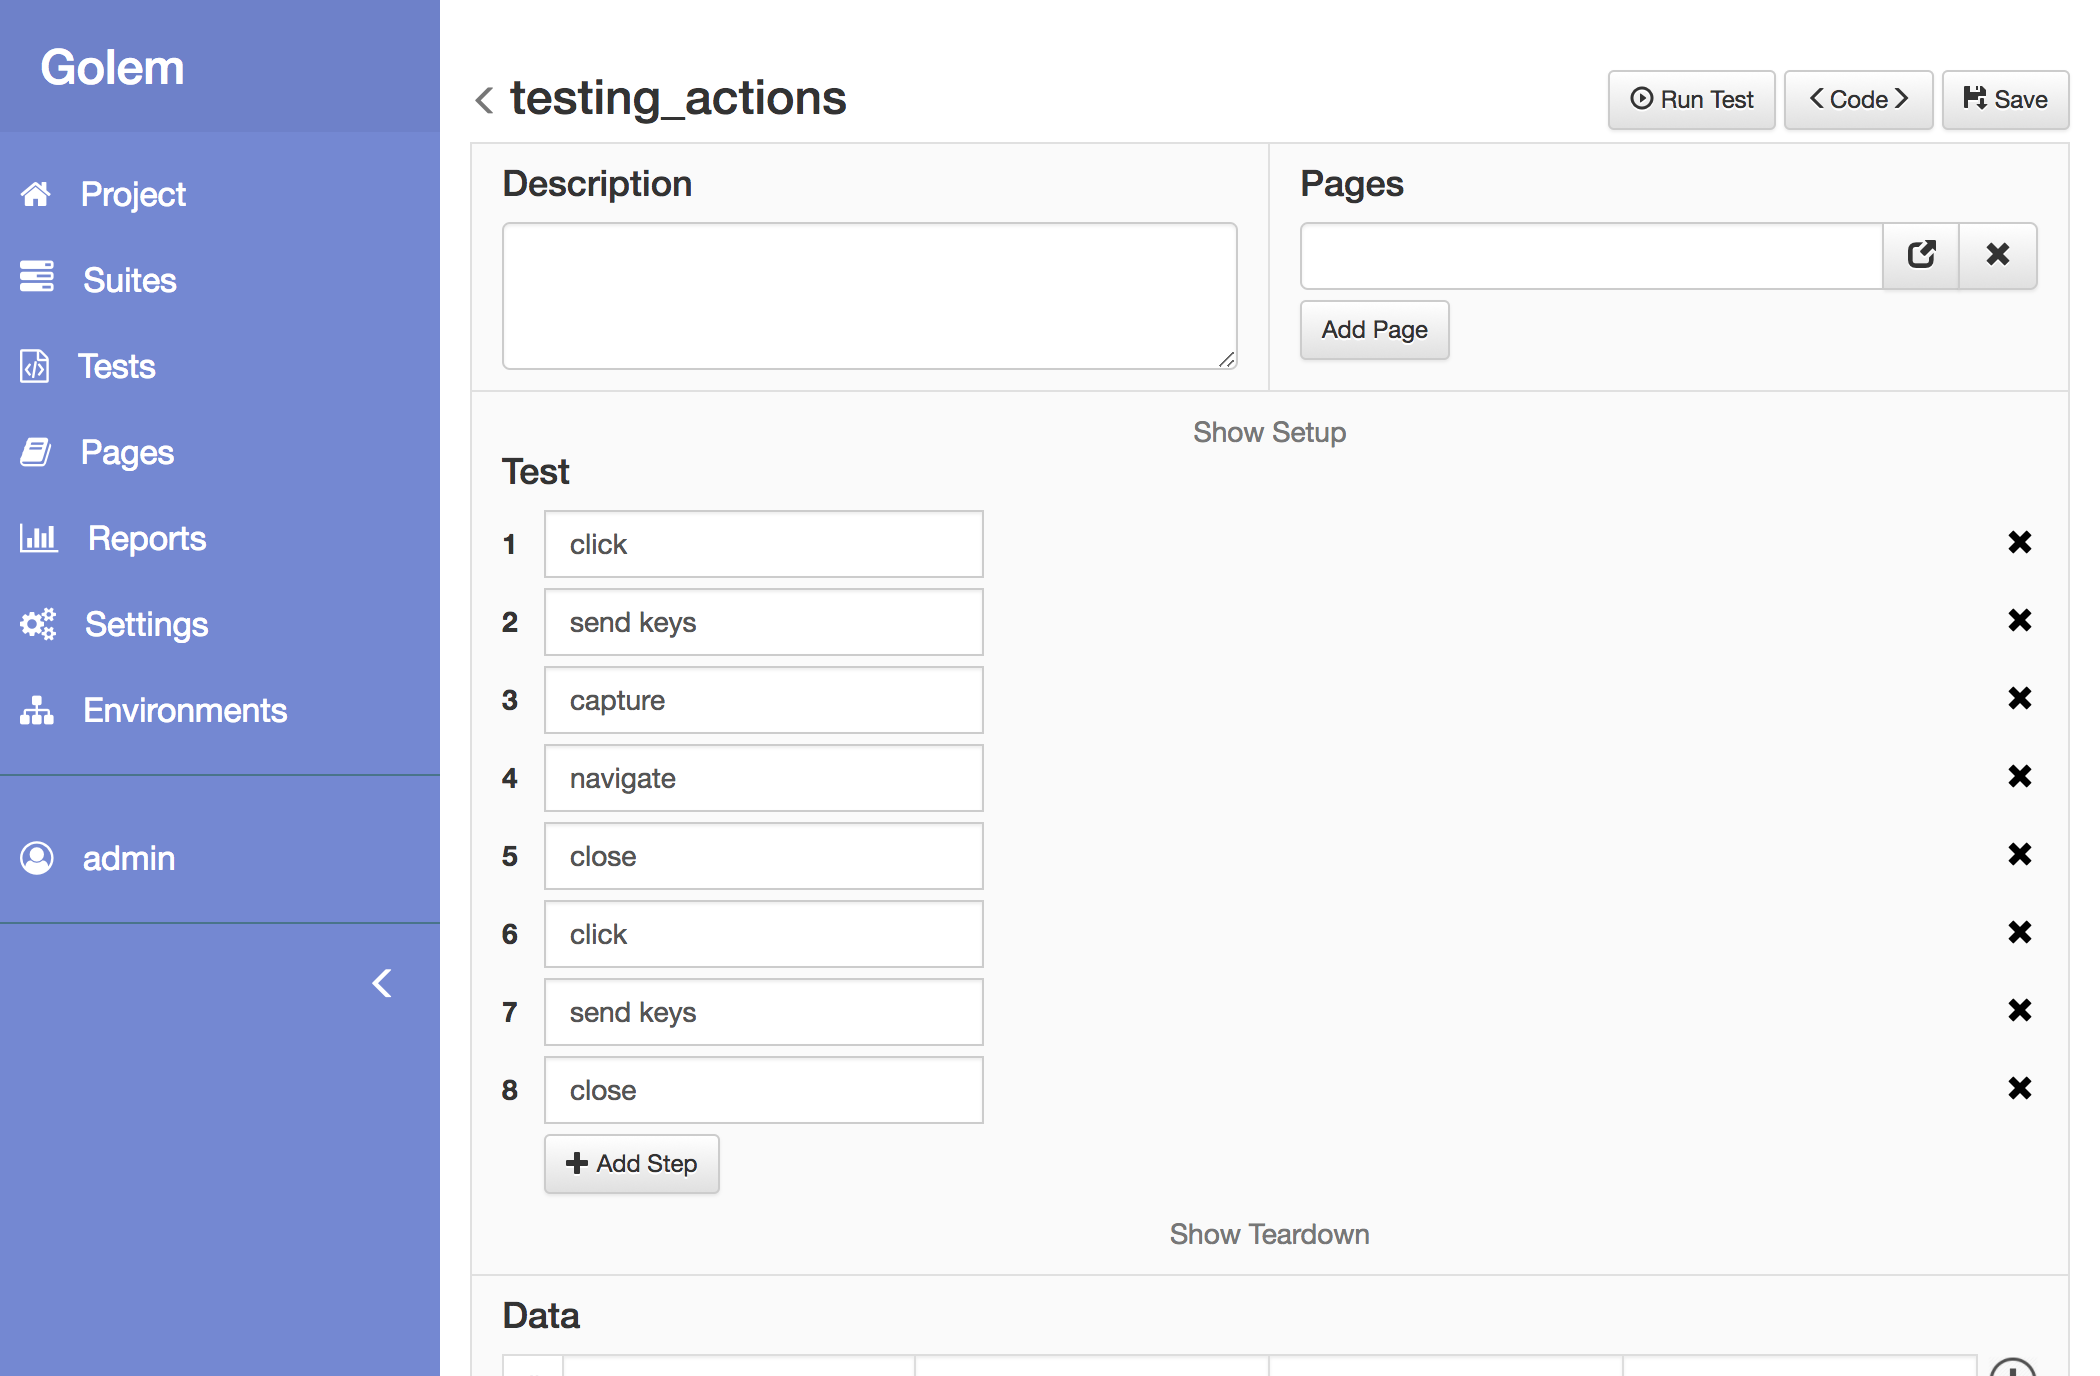 Golem
Project
Suites
Tests
Pages
Reports
Settings
Environments
admin
testing_actions
Run Test
Code
Save
Description
Pages
Add Page
Show Setup
Test
1 click
2 send keys
3 capture
4 navigate
5 close
6 click
7 send keys
8 close
Add Step
Show Teardown
Data